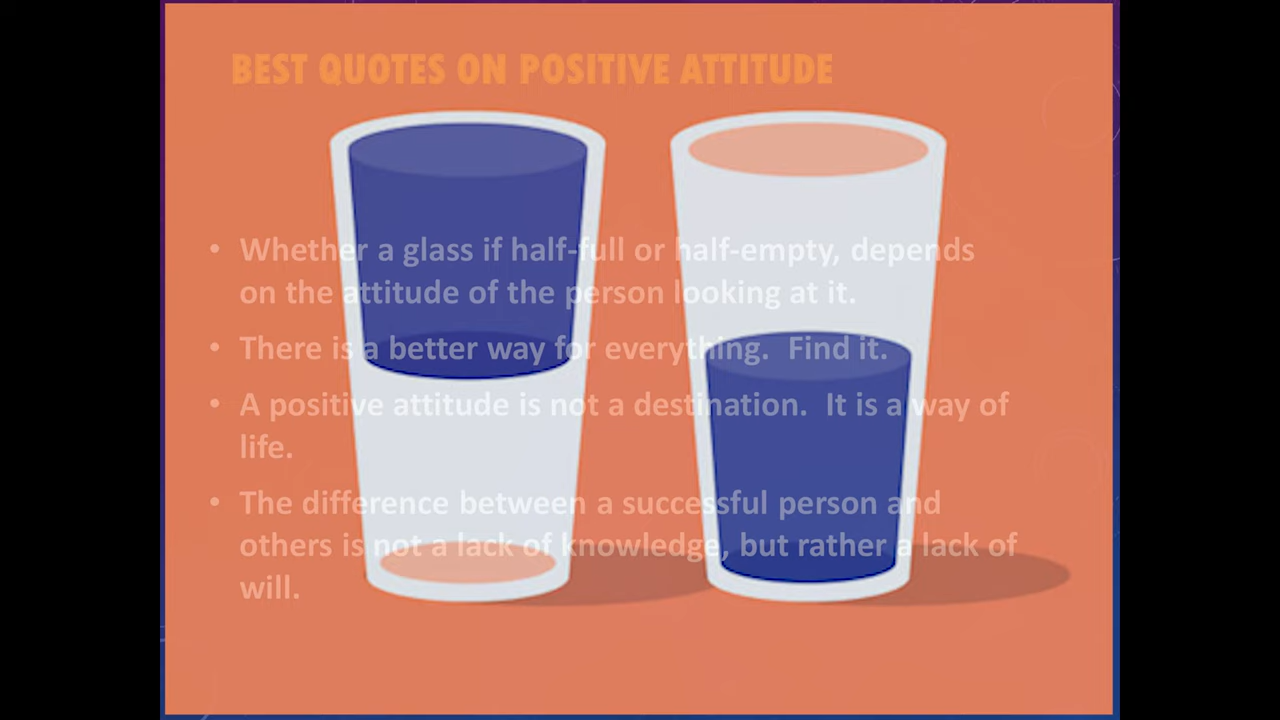 BEST QUOTES ON POSITIVE ATTITUDE
• Whether a glass if half-full or half-empty, depends
on the attitude of the person looking at it.
• There is a better way for everything.  Find it.
• A positive attitude is not a destination.  It is a way of
life.
• The difference between a successful person and
others is not a lack of knowledge, but rather a lack of
will.